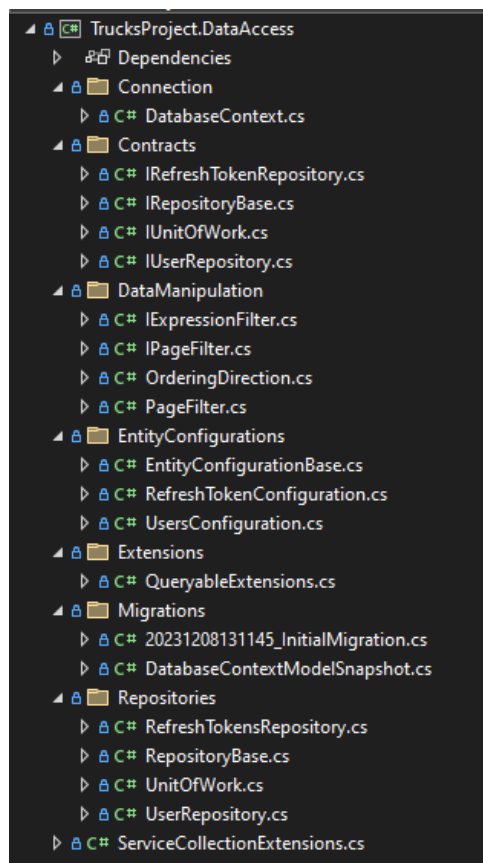 C# TrucksProject.DataAccess
Dependencies
Connection
C# DatabaseContext.cs
Contracts
C# IRefreshTokenRepository.cs
C# IRepositoryBase.cs
C# IUnitOfWork.cs
C# IUserRepository.cs
DataManipulation
C# IExpressionFilter.cs
C# IPageFilter.cs
C# OrderingDirection.cs
C# PageFilter.cs
EntityConfigurations
C# EntityConfigurationBase.cs
C# RefreshTokenConfiguration.cs
C# UsersConfiguration.cs
Extensions
C# QueryableExtensions.cs
Migrations
C# 20231208131145_InitialMigration.cs
C# DatabaseContextModelSnapshot.cs
Repositories
C# RefreshTokensRepository.cs
C# RepositoryBase.cs
C# UnitOfWork.cs
C# UserRepository.cs
C# ServiceCollectionExtensions.cs